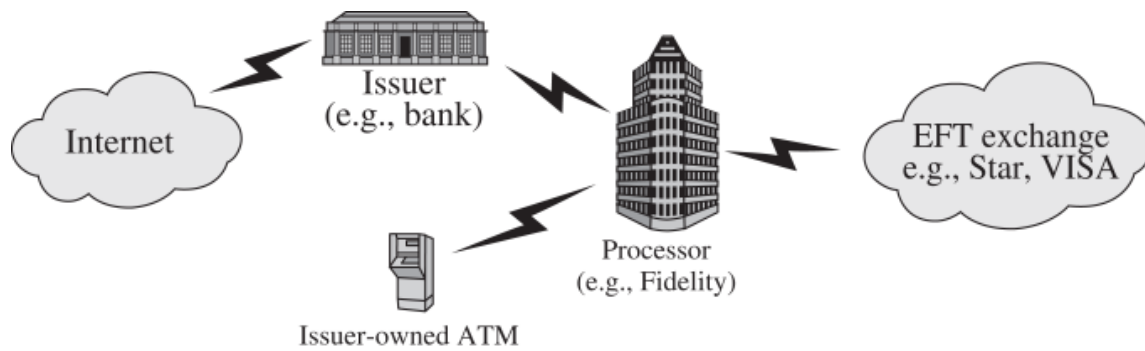 Internet
Issuer
(e.g., bank)
EFT exchange
e.g., Star, VISA
Processor
(e.g., Fidelity)
Issuer-owned ATM